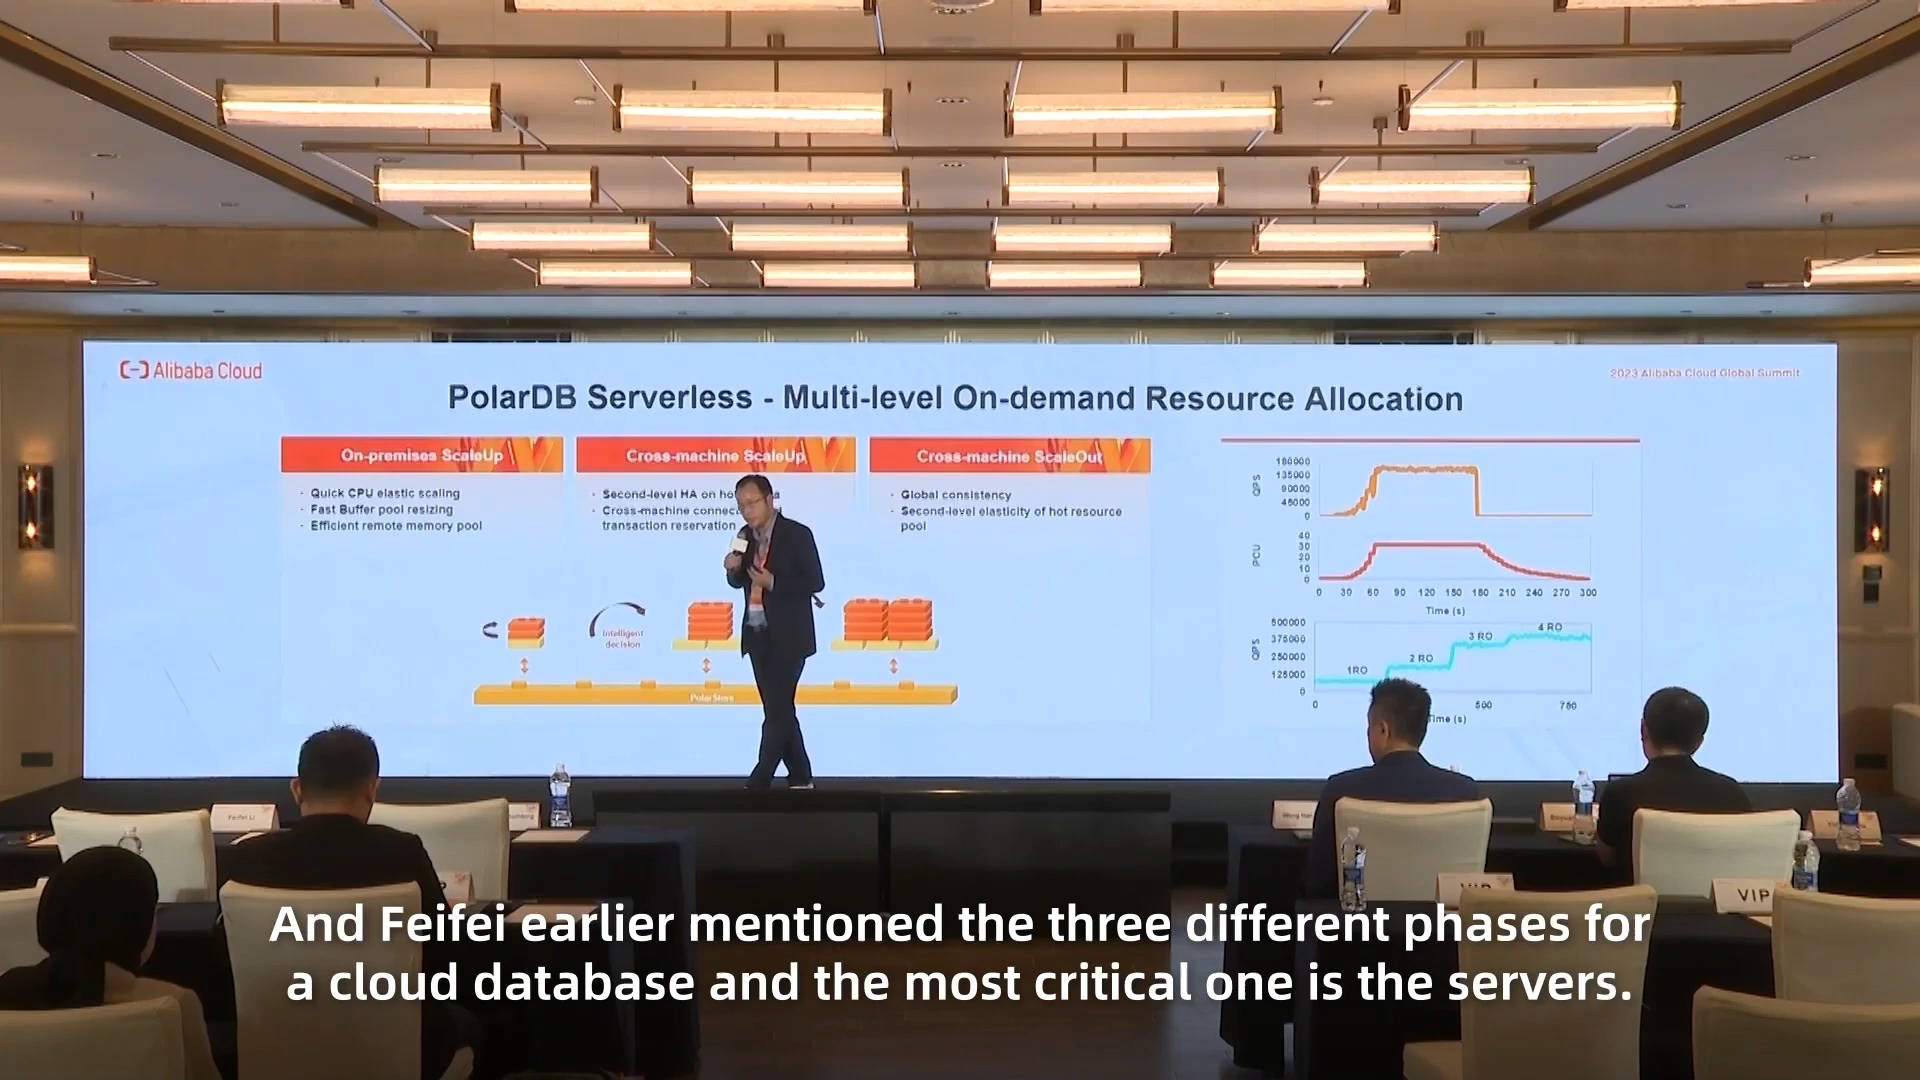 Alibaba Cloud
2023 Alibaba Cloud Global Summit
PolarDB Serverless - Multi-level On-demand Resource Allocation
On-premises ScaleUp
· Quick CPU elastic scaling
· Fast Buffer pool resizing
· Efficient remote memory pool
Cross-machine ScaleUp
· Second-level HA on
· Cross-machine
transaction reservation
Cross-machine ScaleOut
· Global consistency
· Second-level elasticity of hot resource
pool
Intelligent
decision
PolarStore
QPS
180000
135000
90000
45000
0
PCU
40
30
20
10
0
0 30 60 90 120 150 180 210 240 270 300
Time (s)
QPS
500000
375000
250000
125000
0
1RO
2 RO
3 RO
4 RO
0 500 750
Time (s)
Feifei Li
VIP
VIP
And Feifei earlier mentioned the three different phases for
a cloud database and the most critical one is the servers.